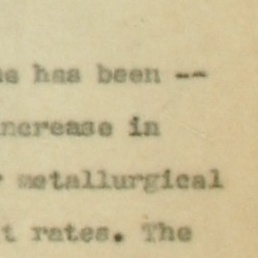 has been --
increase in
metallurgical
rates. The